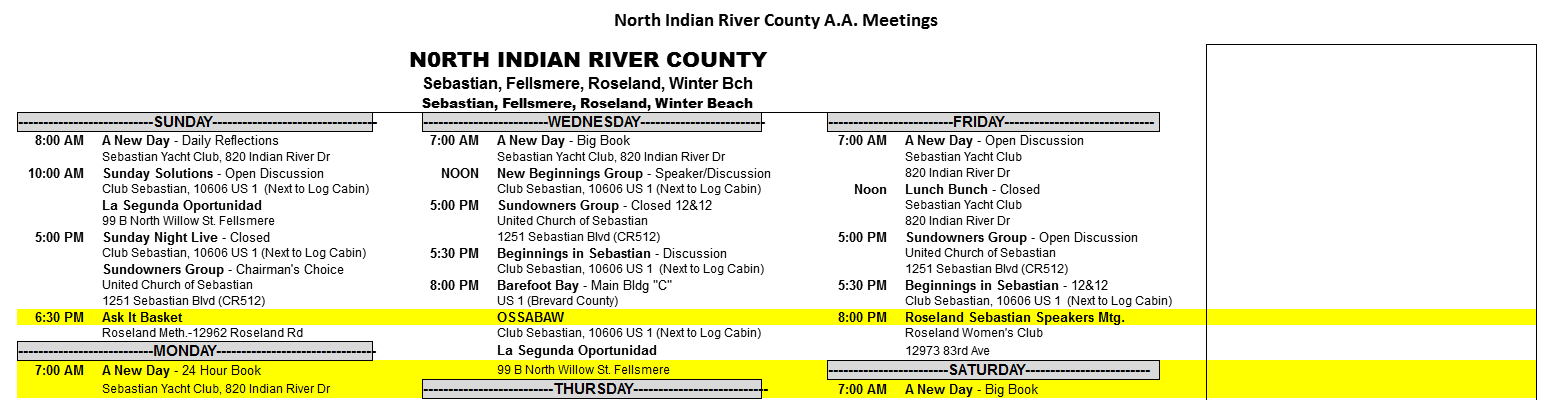 North Indian River County A.A. Meetings
N0RTH INDIAN RIVER COUNTY
Sebastian, Fellsmere, Roseland, Winter Bch
Sebastian, Fellsmere, Roseland, Winter Beach
---------------------------SUNDAY--------------------------------
8:00 AM A New Day - Daily Reflections
Sebastian Yacht Club, 820 Indian River Dr
10:00 AM Sunday Solutions - Open Discussion
Club Sebastian, 10606 US 1 (Next to Log Cabin)
La Segunda Oportunidad
99 B North Willow St. Fellsmere
5:00 PM Sunday Night Live - Closed
Club Sebastian, 10606 US 1 (Next to Log Cabin)
Sundowners Group - Chairman's Choice
United Church of Sebastian
1251 Sebastian Blvd (CR512)
6:30 PM Ask It Basket
Roseland Meth.-12962 Roseland Rd
---------------------------MONDAY--------------------------------
7:00 AM A New Day - 24 Hour Book
Sebastian Yacht Club, 820 Indian River Dr
-------------------------WEDNESDAY-------------------------
7:00 AM A New Day - Big Book
Sebastian Yacht Club, 820 Indian River Dr
NOON New Beginnings Group - Speaker/Discussion
Club Sebastian, 10606 US 1 (Next to Log Cabin)
5:00 PM Sundowners Group - Closed 12&12
United Church of Sebastian
1251 Sebastian Blvd (CR512)
5:30 PM Beginnings in Sebastian - Discussion
Club Sebastian, 10606 US 1 (Next to Log Cabin)
8:00 PM Barefoot Bay - Main Bldg "C"
US 1 (Brevard County)
OSSABAW
Club Sebastian, 10606 US 1 (Next to Log Cabin)
La Segunda Oportunidad
99 B North Willow St. Fellsmere
--------------------------THURSDAY---------------------------
7:00 AM A New Day - Open Discussion
-------------------------FRIDAY------------------------------
Sebastian Yacht Club
820 Indian River Dr
Noon Lunch Bunch - Closed
Sebastian Yacht Club
820 Indian River Dr
5:00 PM Sundowners Group - Open Discussion
United Church of Sebastian
1251 Sebastian Blvd (CR512)
5:30 PM Beginnings in Sebastian - 12&12
Club Sebastian, 10606 US 1 (Next to Log Cabin)
8:00 PM Roseland Sebastian Speakers Mtg.
Roseland Women's Club
12973 83rd Ave
------------------------SATURDAY-------------------------
7:00 AM A New Day - Big Book